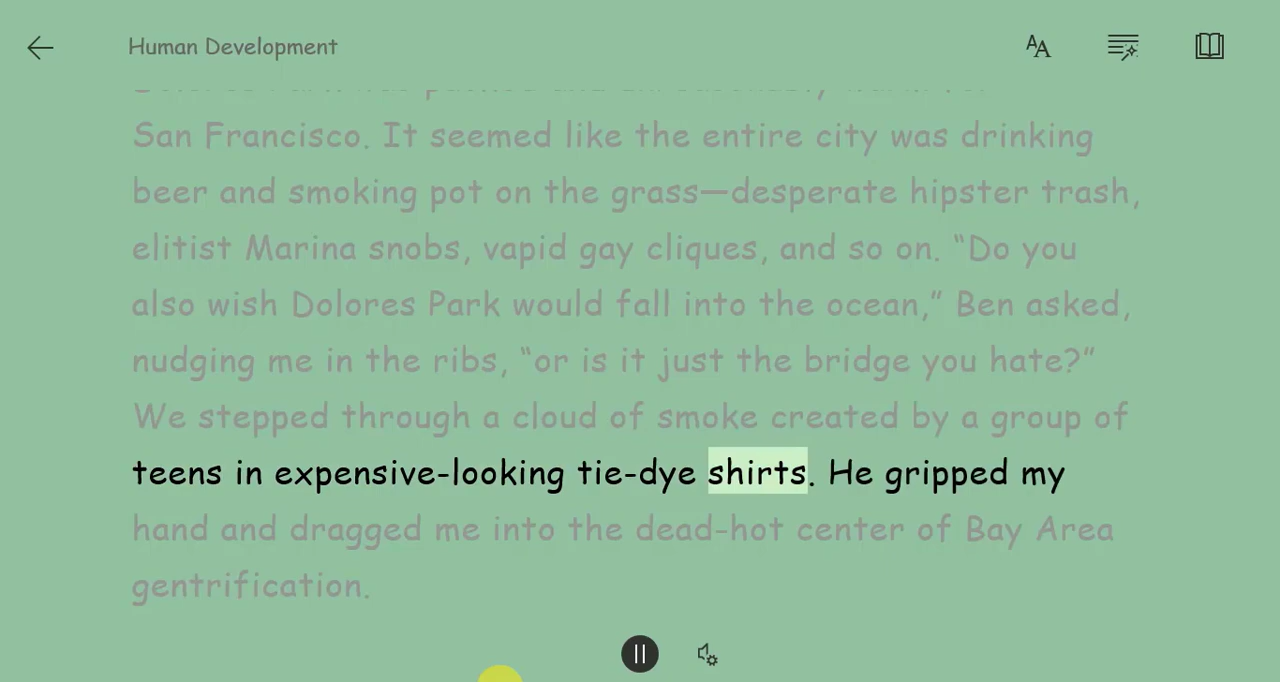 Human Development
San Francisco. It seemed like the entire city was drinking
beer and smoking pot on the grass—desperate hipster trash,
elitist Marina snobs, vapid gay cliques, and so on. “Do you
also wish Dolores Park would fall into the ocean,” Ben asked,
nudging me in the ribs, “or is it just the bridge you hate?”
We stepped through a cloud of smoke created by a group of
teens in expensive-looking tie-dye shirts. He gripped my
hand and dragged me into the dead-hot center of Bay Area
gentrification.